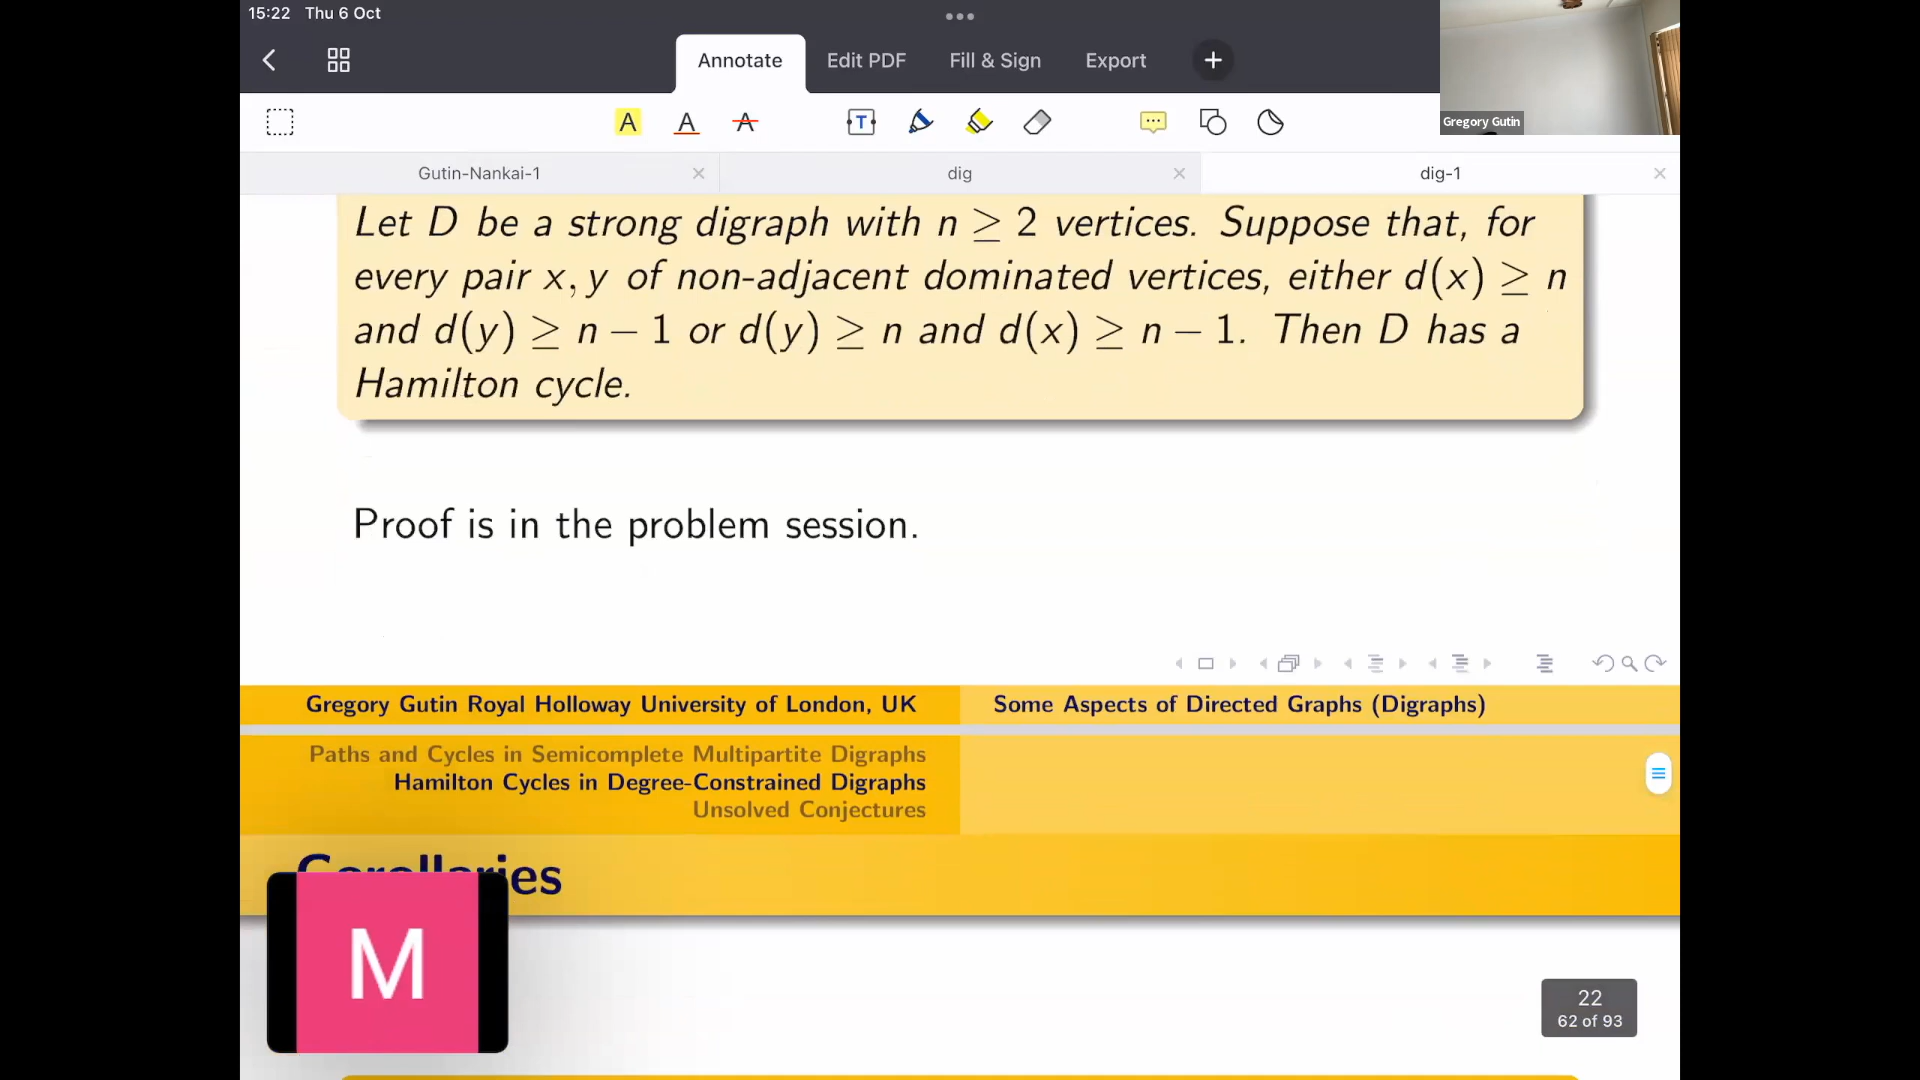 15:22 Thu 6 Oct
Annotate Edit PDF Fill & Sign Export
Gregory Gutin
A A A T
Gutin-Nankai-1 dig dig-1
Let D be a strong digraph with n ≥ 2 vertices. Suppose that, for
every pair x, y of non-adjacent dominated vertices, either d(x) ≥ n
and d(y) ≥ n − 1 or d(y) ≥ n and d(x) ≥ n − 1. Then D has a
Hamilton cycle.
Proof is in the problem session.
Gregory Gutin Royal Holloway University of London, UK Some Aspects of Directed Graphs (Digraphs)
Paths and Cycles in Semicomplete Multipartite Digraphs
Hamilton Cycles in Degree-Constrained Digraphs
Unsolved Conjectures
Corollaries
M
22
62 of 93